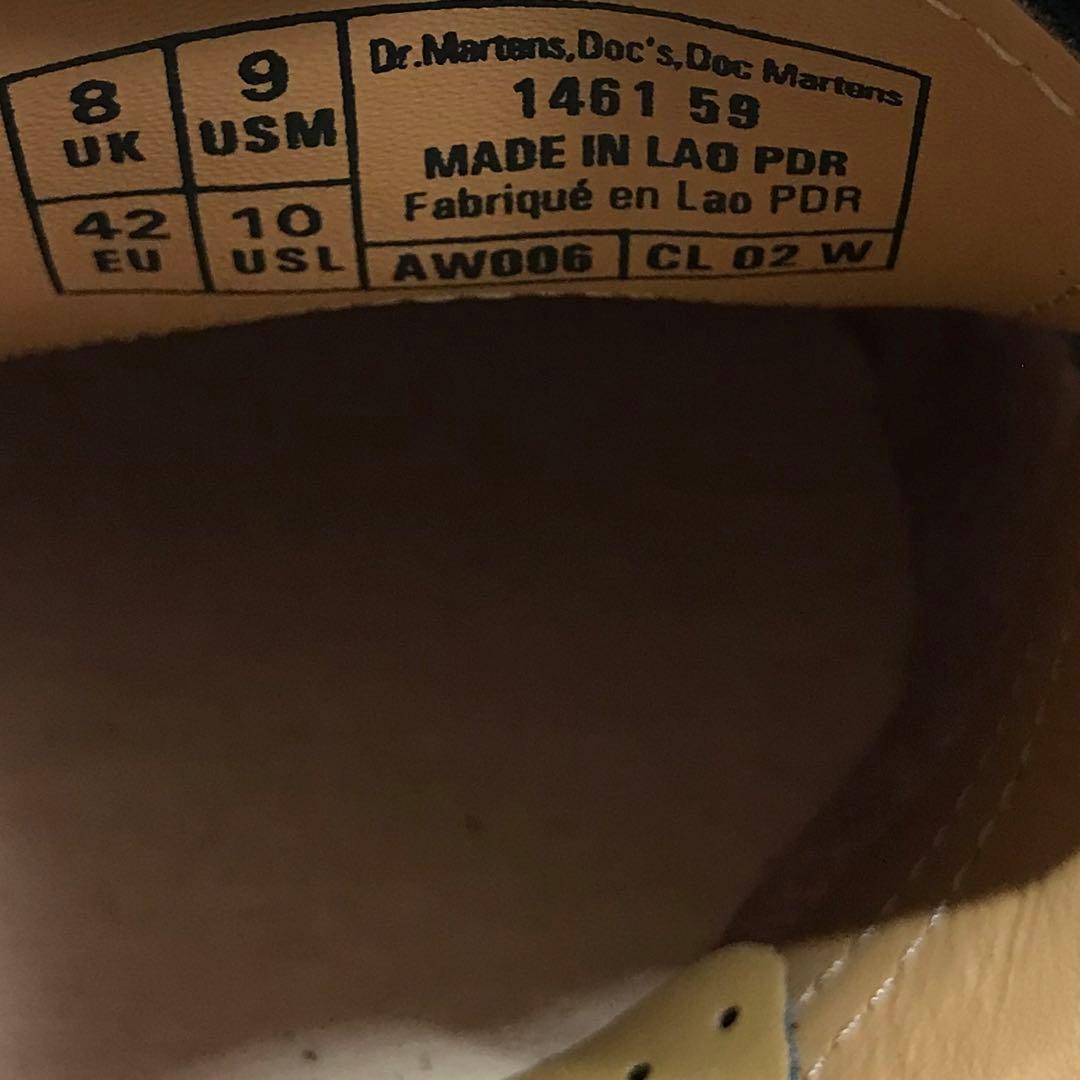 8
UK
9
USM
42
EU
10
USL
Dr.Martens,Doc's,Doc Martens
1461 59
MADE IN LAO PDR
Fabriqué en Lao PDR
AW006
CL 02 W